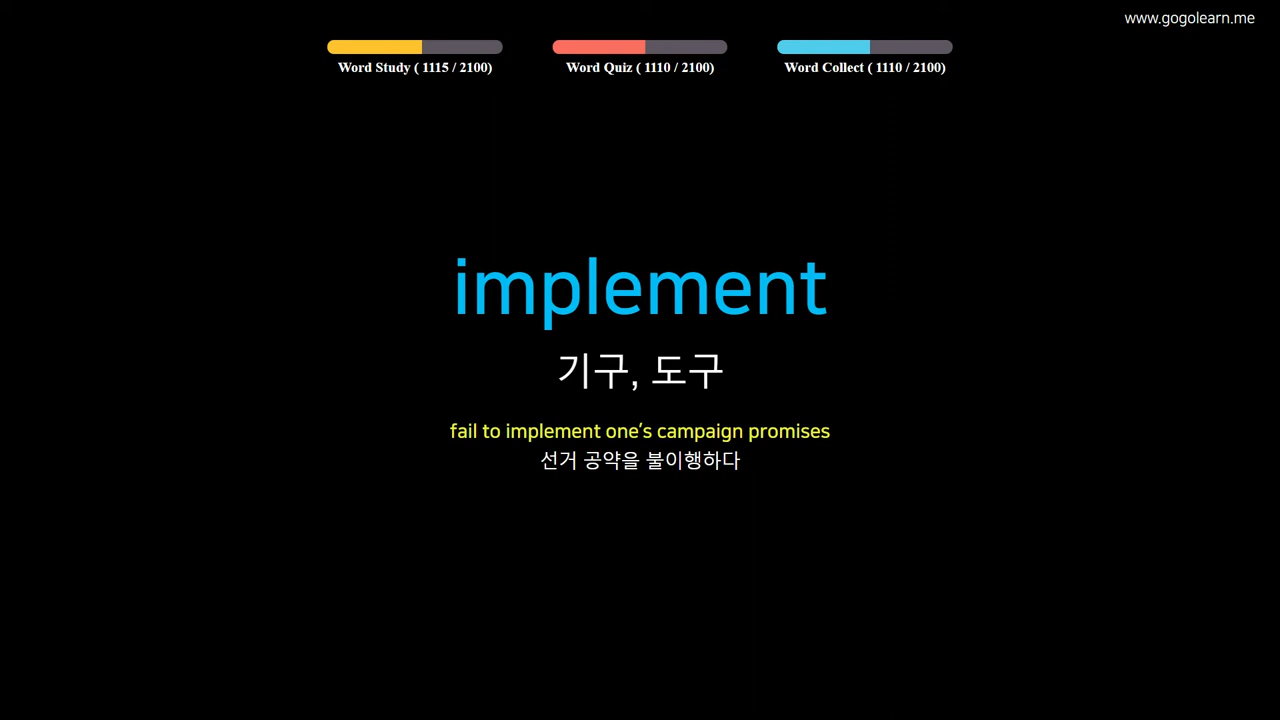 www.gogolearn.me
Word Study ( 1115 / 2100)
Word Quiz ( 1110 / 2100)
Word Collect ( 1110 / 2100)
implement
기구, 도구
fail to implement one’s campaign promises
선거 공약을 불이행하다